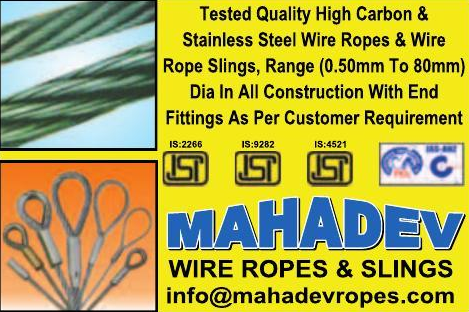 Tested Quality High Carbon &
Stainless Steel Wire Ropes & Wire
Rope Slings, Range (0.50mm To 80mm)
Dia In All Construction With End
Fittings As Per Customer Requirement
IS:2266 IS:9282 IS:4521
MAHADEV
WIRE ROPES & SLINGS
info@mahadevropes.com